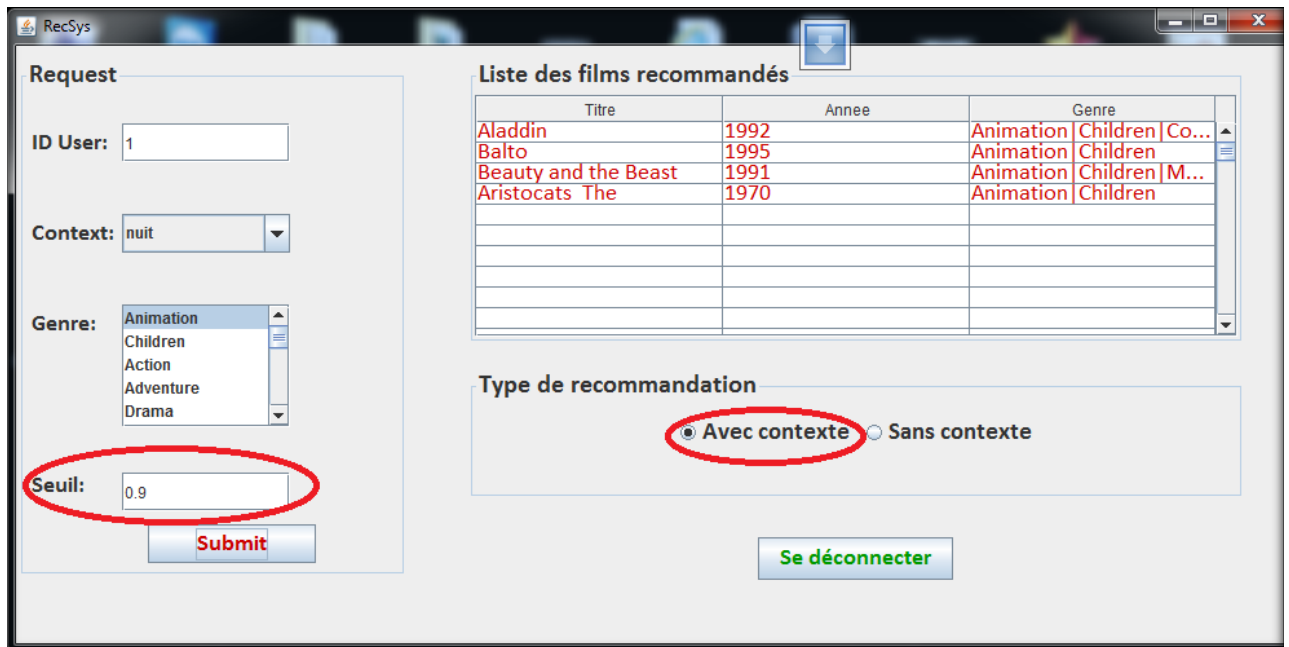 RecSys
Request
ID User: 1
Context: nuit
Genre: Animation
Children
Action
Adventure
Drama
Seuil: 0.9
Submit
Liste des films recommandés
Titre Annee Genre
Aladdin 1992 Animation|Children|Co...
Balto 1995 Animation|Children
Beauty and the Beast 1991 Animation|Children|M...
Aristocats The 1970 Animation|Children
Type de recommandation
Avec contexte Sans contexte
Se déconnecter